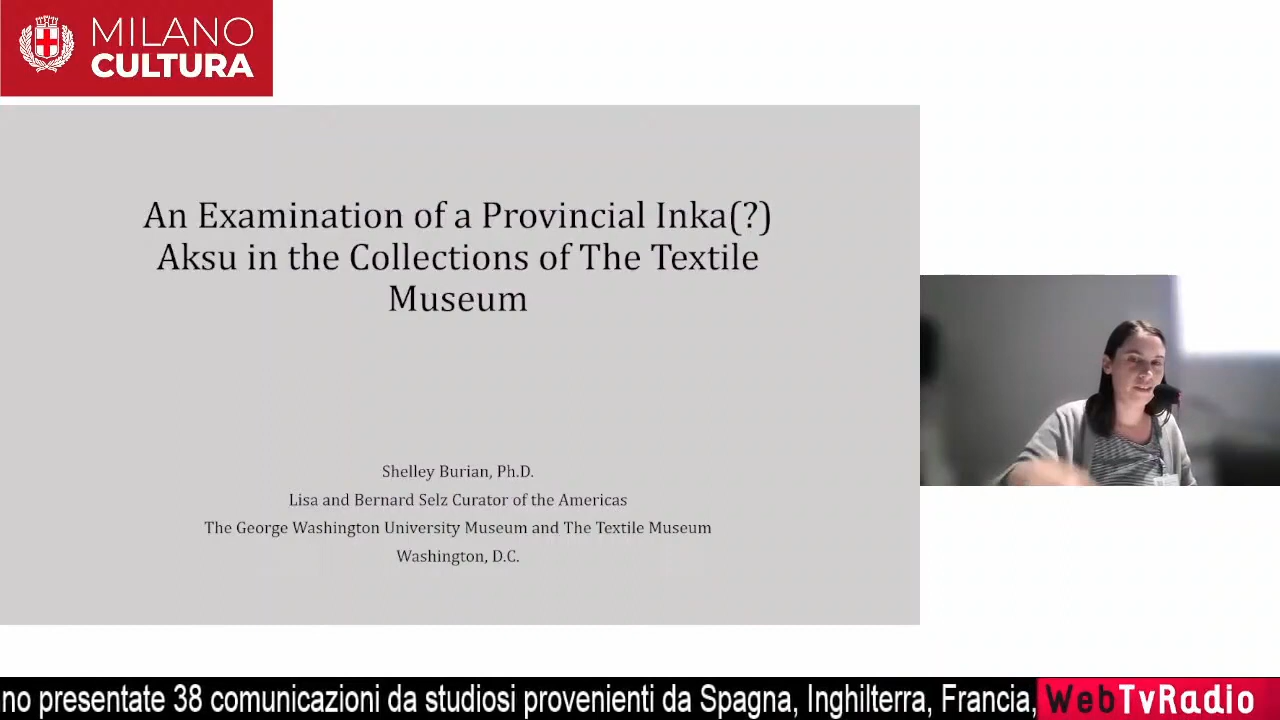 MILANO
CULTURA
An Examination of a Provincial Inka(?)
Aksu in the Collections of The Textile
Museum
Shelley Burian, Ph.D.
Lisa and Bernard Selz Curator of the Americas
The George Washington University Museum and The Textile Museum
Washington, D.C.
no presentate 38 comunicazioni da studiosi provenienti da Spagna, Inghilterra, Francia,
WebTvRadio